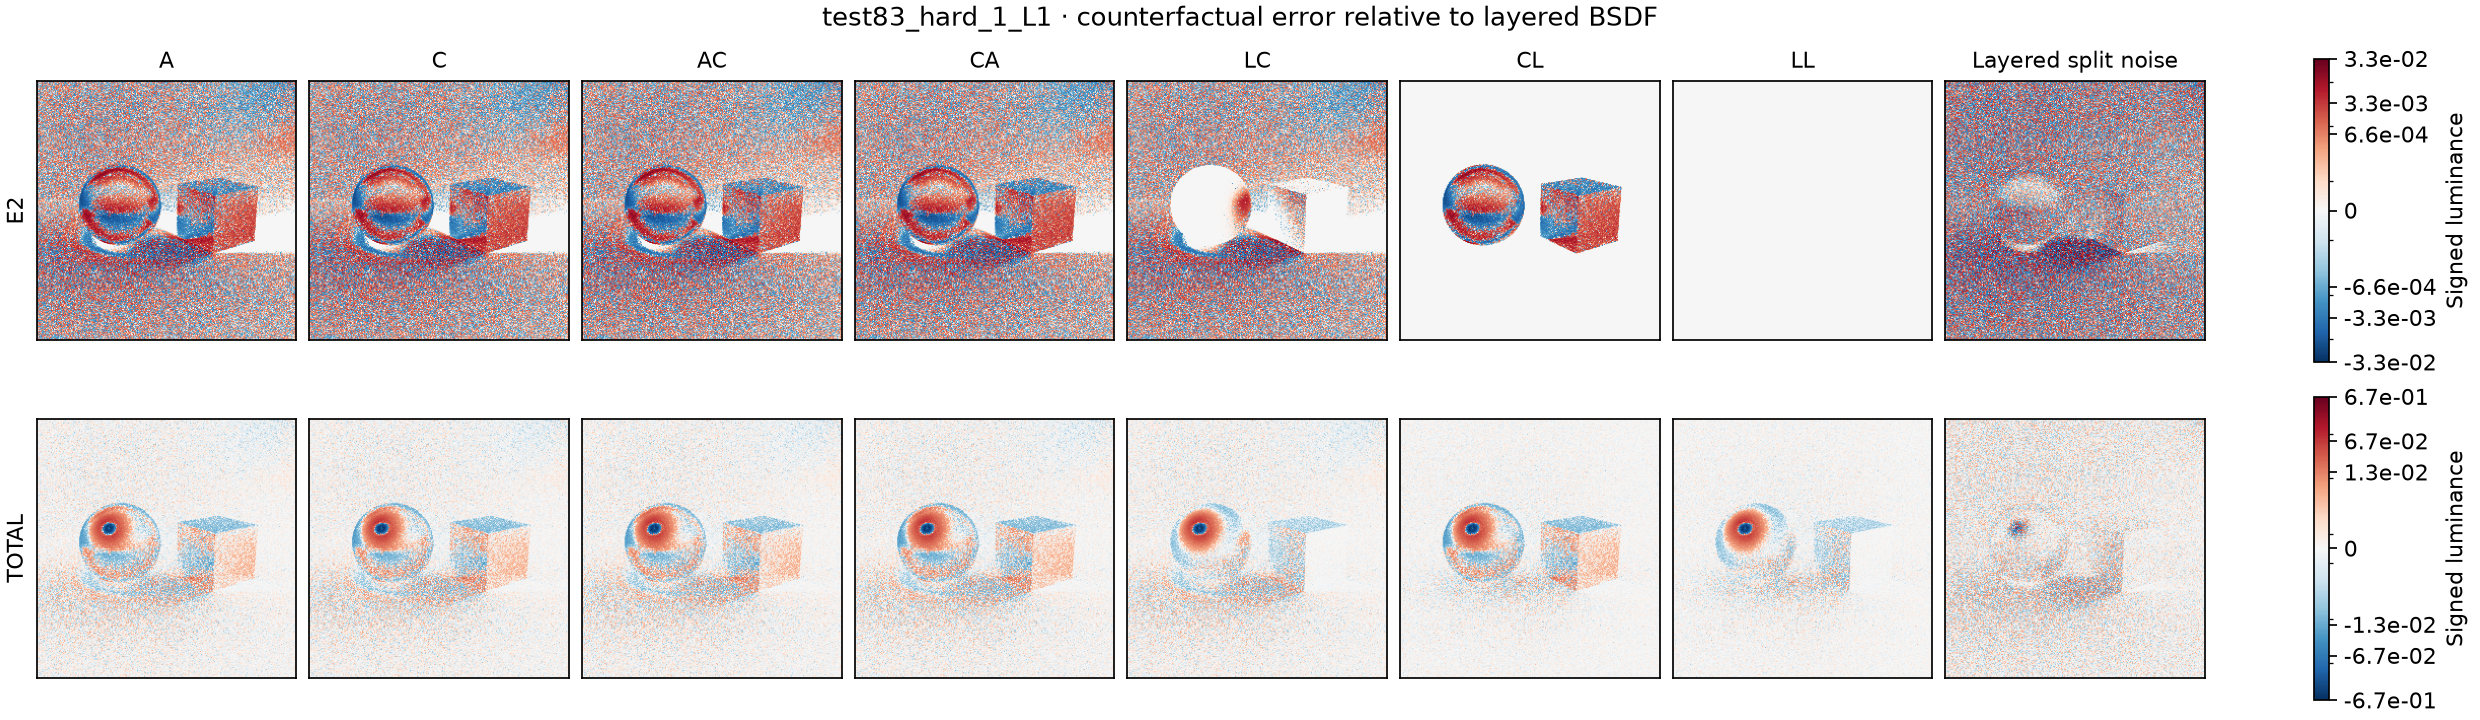 test83_hard_1_L1 · counterfactual error relative to layered BSDF
A C AC CA LC CL LL Layered split noise
E2
3.3e-02
3.3e-03
6.6e-04
0
-6.6e-04
-3.3e-03
-3.3e-02
Signed luminance
TOTAL
6.7e-01
6.7e-02
1.3e-02
0
-1.3e-02
-6.7e-02
-6.7e-01
Signed luminance